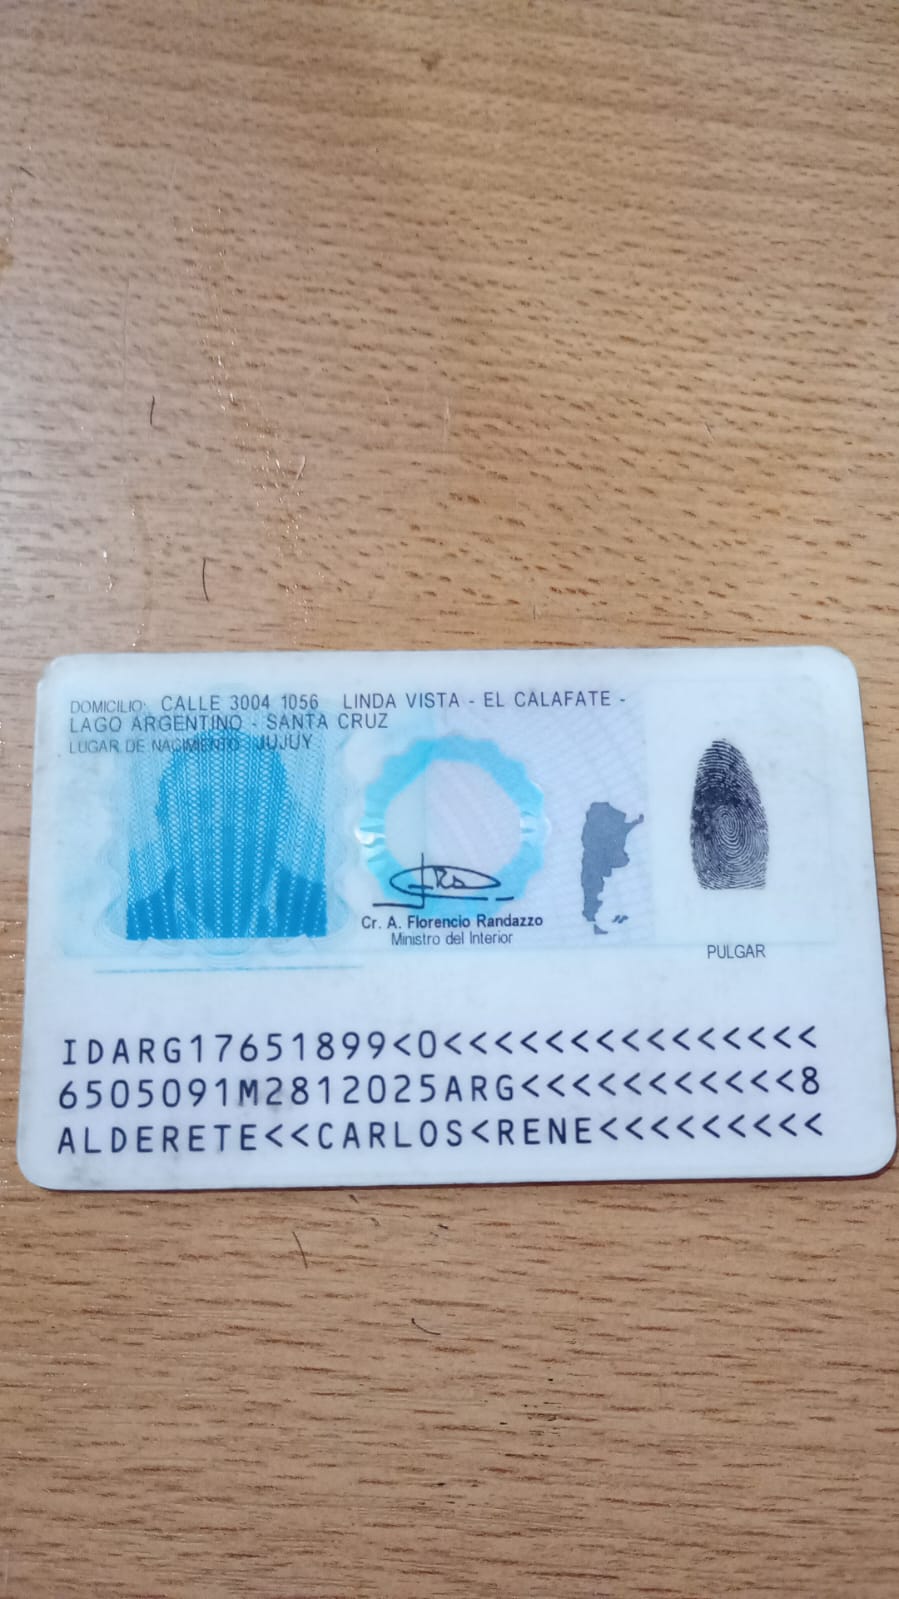 DOMICILIO: CALLE 3004 1056 LINDA VISTA - EL CALAFATE -
LAGO ARGENTINO - SANTA CRUZ
LUGAR DE NACIMIENTO: JUJUY
Cr. A. Florencio Randazzo
Ministro del Interior
PULGAR
IDARG17651899<0<<<<<<<<<<<<<<<
6505091M2812025ARG<<<<<<<<<<<8
ALDERETE<<CARLOS<RENE<<<<<<<<<